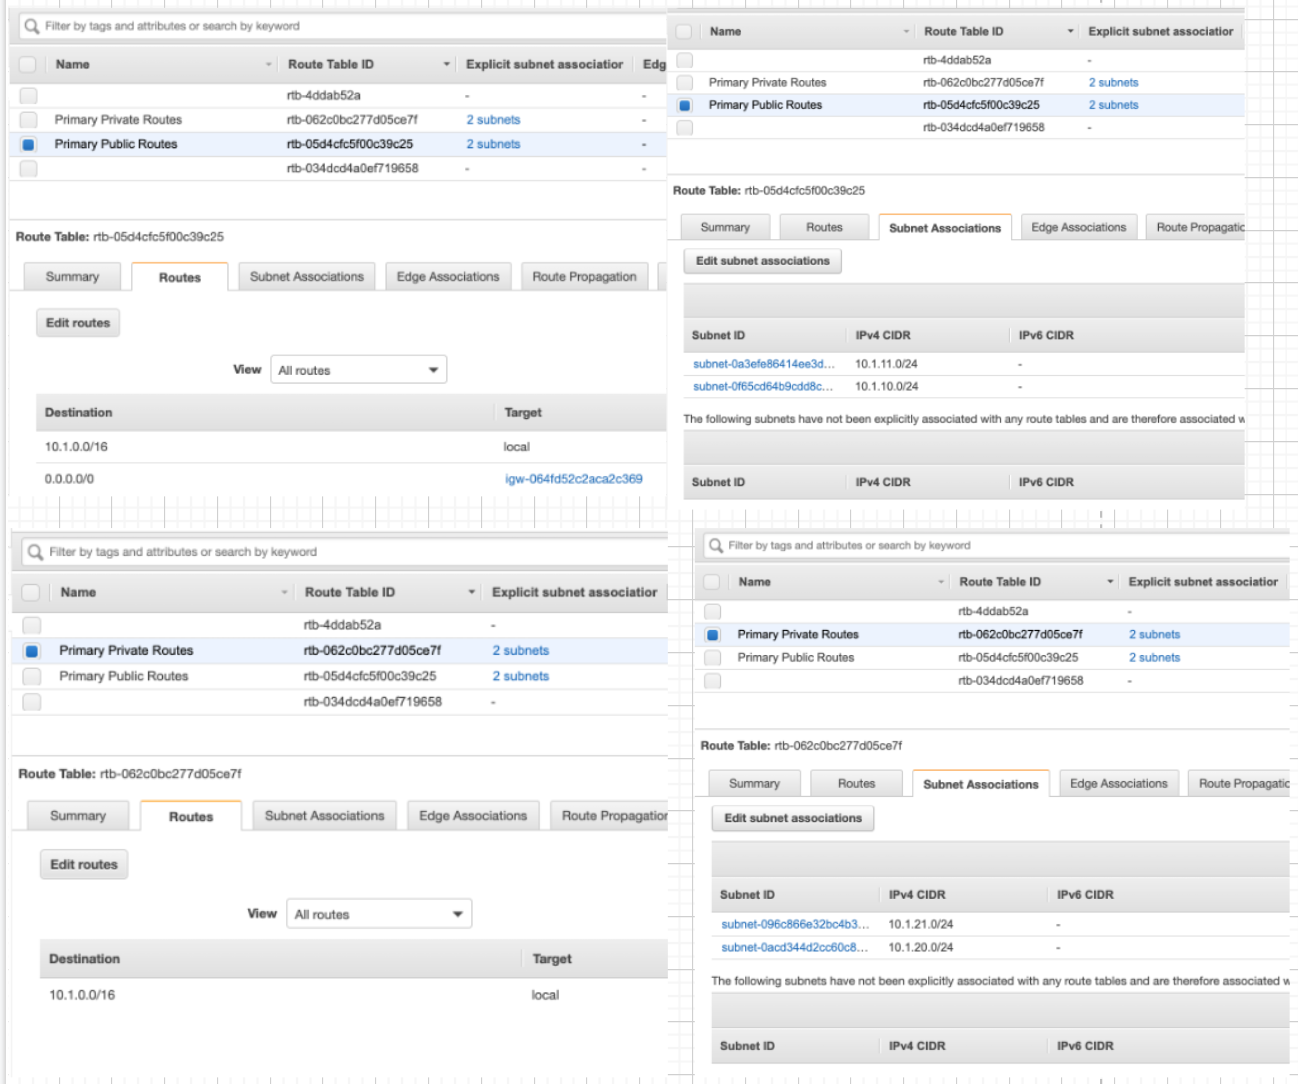 Filter by tags and attributes or search by keyword
Name Route Table ID Explicit subnet associatior Edg
rtb-4ddab52a - -
Primary Private Routes rtb-062c0bc277d05ce7f 2 subnets -
Primary Public Routes rtb-05d4cfc5f00c39c25 2 subnets -
rtb-034dcd4a0ef719658 - -
Route Table: rtb-05d4cfc5f00c39c25
Summary Routes Subnet Associations Edge Associations Route Propagation
Edit routes
View All routes
Destination Target
10.1.0.0/16 local
0.0.0.0/0 igw-064fd52c2aca2c369
Name Route Table ID Explicit subnet associatior
rtb-4ddab52a -
Primary Private Routes rtb-062c0bc277d05ce7f 2 subnets
Primary Public Routes rtb-05d4cfc5f00c39c25 2 subnets
rtb-034dcd4a0ef719658 -
Route Table: rtb-05d4cfc5f00c39c25
Summary Routes Subnet Associations Edge Associations Route Propagatic
Edit subnet associations
Subnet ID IPv4 CIDR IPv6 CIDR
subnet-0a3efe86414ee3d... 10.1.11.0/24 -
subnet-0f65cd64b9cdd8c... 10.1.10.0/24 -
The following subnets have not been explicitly associated with any route tables and are therefore associated w
Subnet ID IPv4 CIDR IPv6 CIDR
Filter by tags and attributes or search by keyword
Name Route Table ID Explicit subnet associatior
rtb-4ddab52a -
Primary Private Routes rtb-062c0bc277d05ce7f 2 subnets
Primary Public Routes rtb-05d4cfc5f00c39c25 2 subnets
rtb-034dcd4a0ef719658 -
Route Table: rtb-062c0bc277d05ce7f
Summary Routes Subnet Associations Edge Associations Route Propagatior
Edit routes
View All routes
Destination Target
10.1.0.0/16 local
Filter by tags and attributes or search by keyword
Name Route Table ID Explicit subnet associatior
rtb-4ddab52a -
Primary Private Routes rtb-062c0bc277d05ce7f 2 subnets
Primary Public Routes rtb-05d4cfc5f00c39c25 2 subnets
rtb-034dcd4a0ef719658 -
Route Table: rtb-062c0bc277d05ce7f
Summary Routes Subnet Associations Edge Associations Route Propagatic
Edit subnet associations
Subnet ID IPv4 CIDR IPv6 CIDR
subnet-096c866e32bc4b3... 10.1.21.0/24 -
subnet-0acd344d2cc60c8... 10.1.20.0/24 -
The following subnets have not been explicitly associated with any route tables and are therefore associated w
Subnet ID IPv4 CIDR IPv6 CIDR